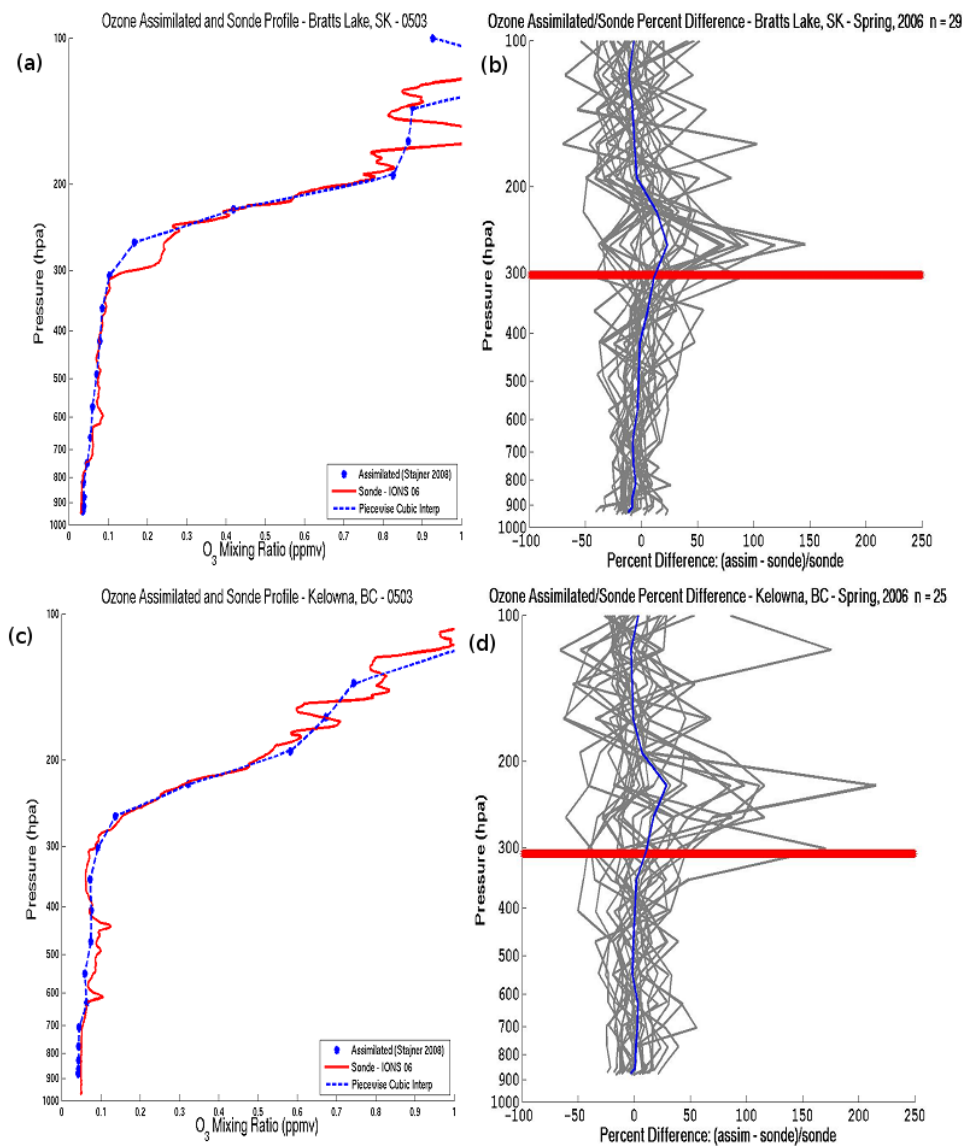 Ozone Assimilated and Sonde Profile - Bratts Lake, SK - 0503
(a)
100
200
300
400
500
600
700
800
900
1000
Pressure (hpa)
Assimilated (Stajner 2008)
Sonde - IONS 06
Piecewise Cubic Interp
0 0.1 0.2 0.3 0.4 0.5 0.6 0.7 0.8 0.9 1
O3 Mixing Ratio (ppmv)
Ozone Assimilated/Sonde Percent Difference - Bratts Lake, SK - Spring, 2006 n = 29
(b)
100
200
300
400
500
600
700
800
900
1000
Pressure (hpa)
-100 -50 0 50 100 150 200 250
Percent Difference: (assim - sonde)/sonde
Ozone Assimilated and Sonde Profile - Kelowna, BC - 0503
(c)
100
200
300
400
500
600
700
800
900
1000
Pressure (hpa)
Assimilated (Stajner 2008)
Sonde - IONS 06
Piecewise Cubic Interp
0 0.1 0.2 0.3 0.4 0.5 0.6 0.7 0.8 0.9 1
O3 Mixing Ratio (ppmv)
Ozone Assimilated/Sonde Percent Difference - Kelowna, BC - Spring, 2006 n = 25
(d)
100
200
300
400
500
600
700
800
900
1000
Pressure (hpa)
-100 -50 0 50 100 150 200 250
Percent Difference: (assim - sonde)/sonde